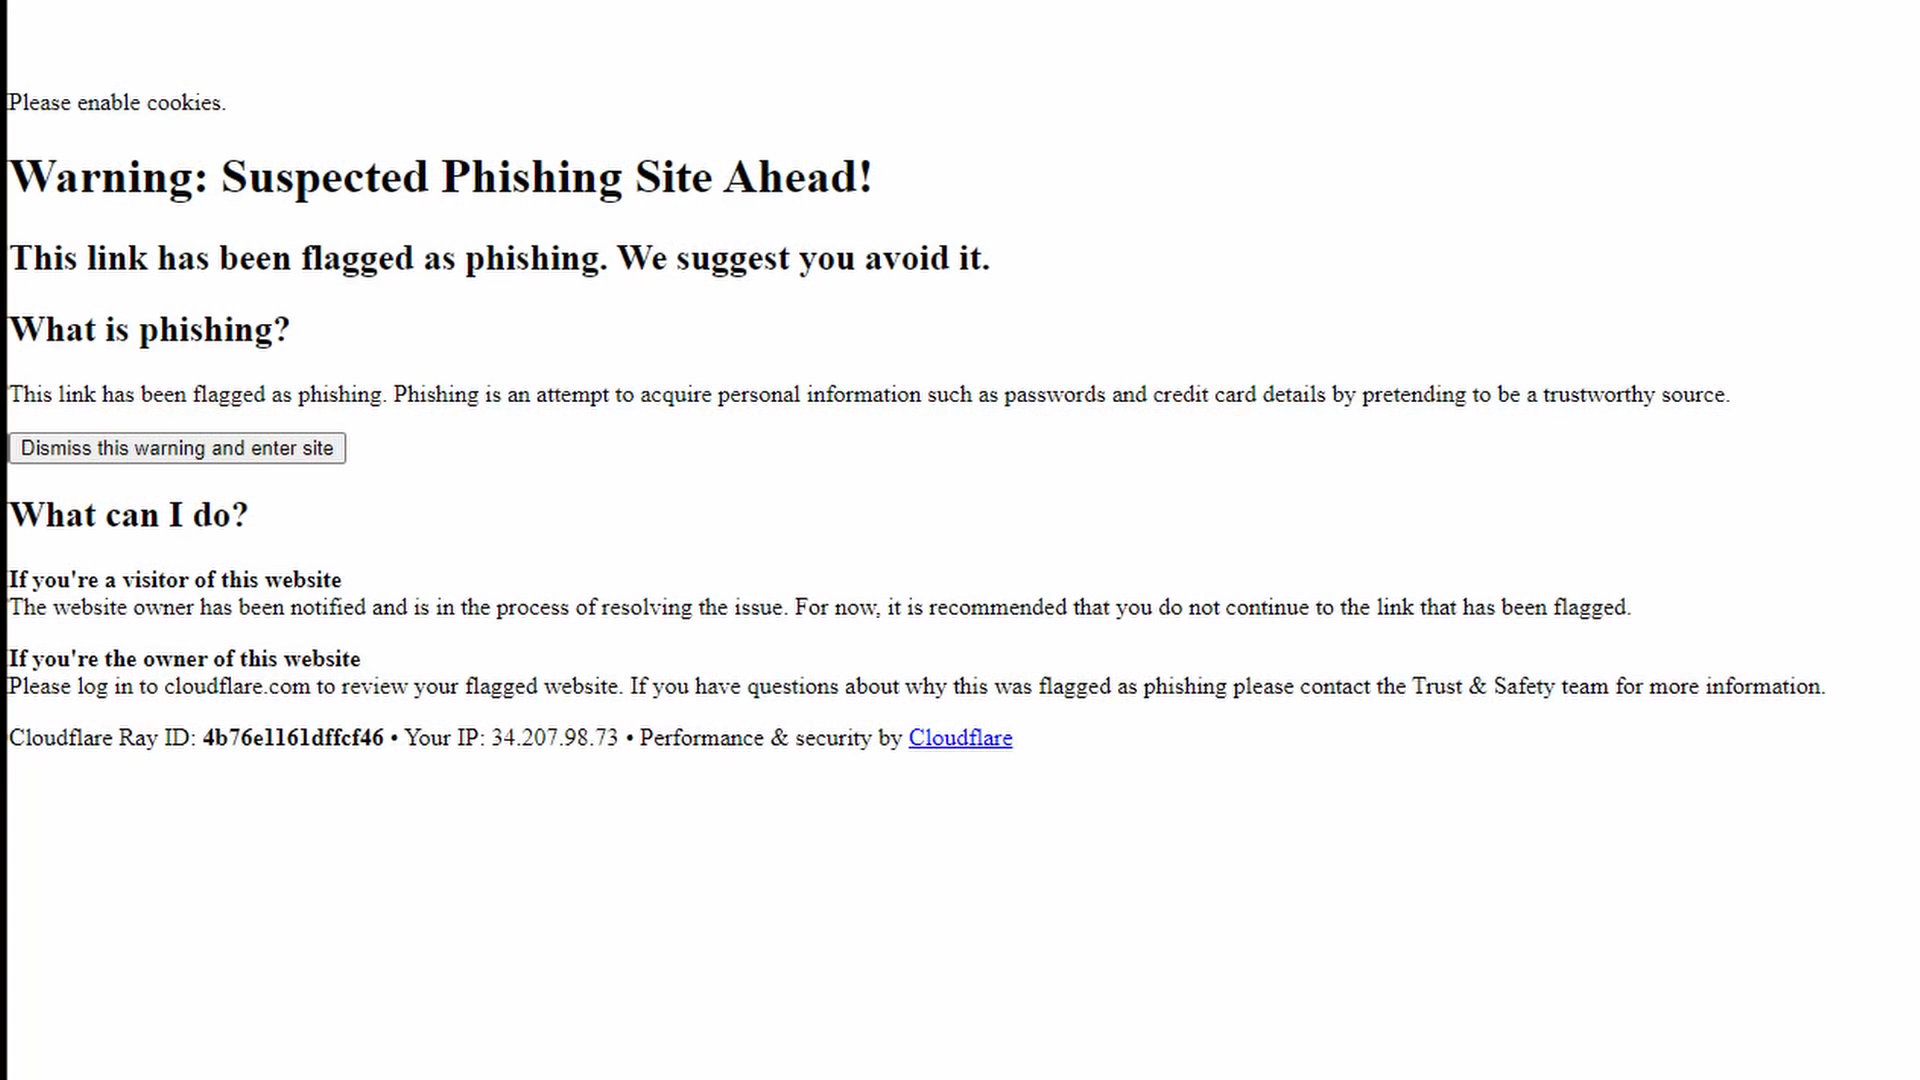 Please enable cookies.
Warning: Suspected Phishing Site Ahead!
This link has been flagged as phishing. We suggest you avoid it.
What is phishing?
This link has been flagged as phishing. Phishing is an attempt to acquire personal information such as passwords and credit card details by pretending to be a trustworthy source.
Dismiss this warning and enter site
What can I do?
If you're a visitor of this website
The website owner has been notified and is in the process of resolving the issue. For now, it is recommended that you do not continue to the link that has been flagged.
If you're the owner of this website
Please log in to cloudflare.com to review your flagged website. If you have questions about why this was flagged as phishing please contact the Trust & Safety team for more information.
Cloudflare Ray ID: 4b76e1161dffcf46 • Your IP: 34.207.98.73 • Performance & security by Cloudflare